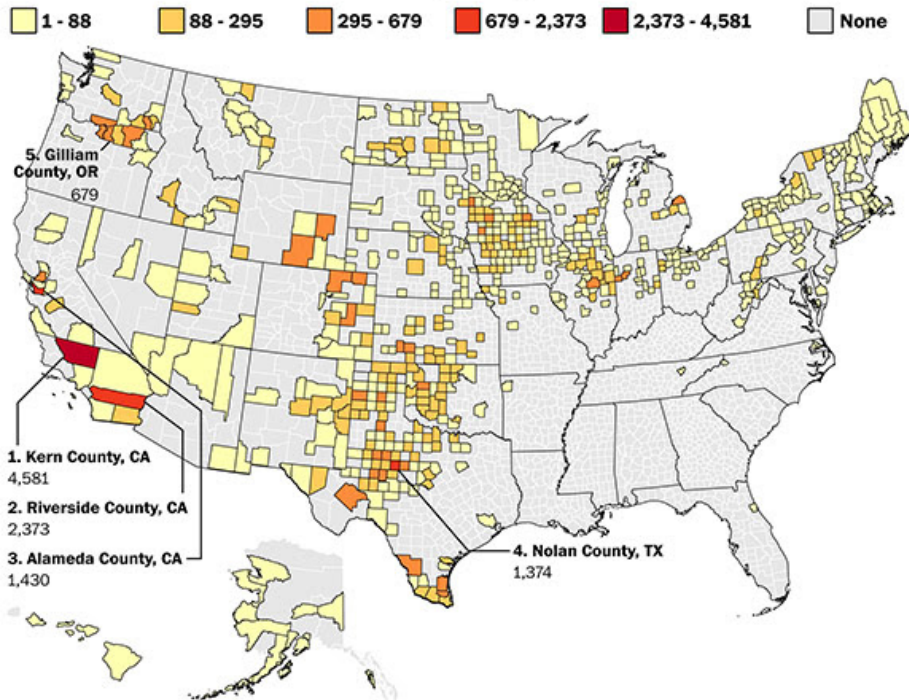 1 - 88 88 - 295 295 - 679 679 - 2,373 2,373 - 4,581 None
5. Gilliam
County, OR
679
1. Kern County, CA
4,581
2. Riverside County, CA
2,373
3. Alameda County, CA
1,430
4. Nolan County, TX
1,374